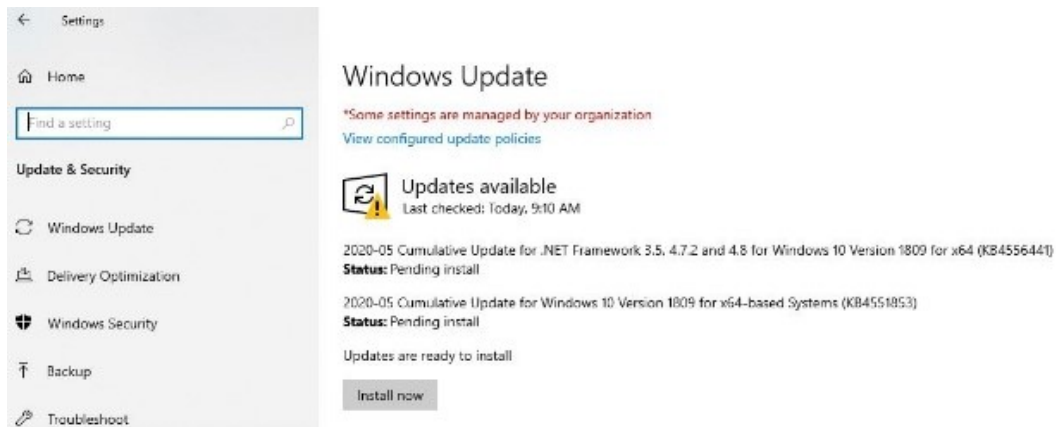 Settings
Home
Find a setting
Update & Security
Windows Update
Delivery Optimization
Windows Security
Backup
Troubleshoot
Windows Update
*Some settings are managed by your organization
View configured update policies
Updates available
Last checked: Today, 9:10 AM
2020-05 Cumulative Update for .NET Framework 3.5, 4.7.2 and 4.8 for Windows 10 Version 1809 for x64 (KB4556441)
Status: Pending install
2020-05 Cumulative Update for Windows 10 Version 1809 for x64-based Systems (KB4551853)
Status: Pending install
Updates are ready to install
Install now